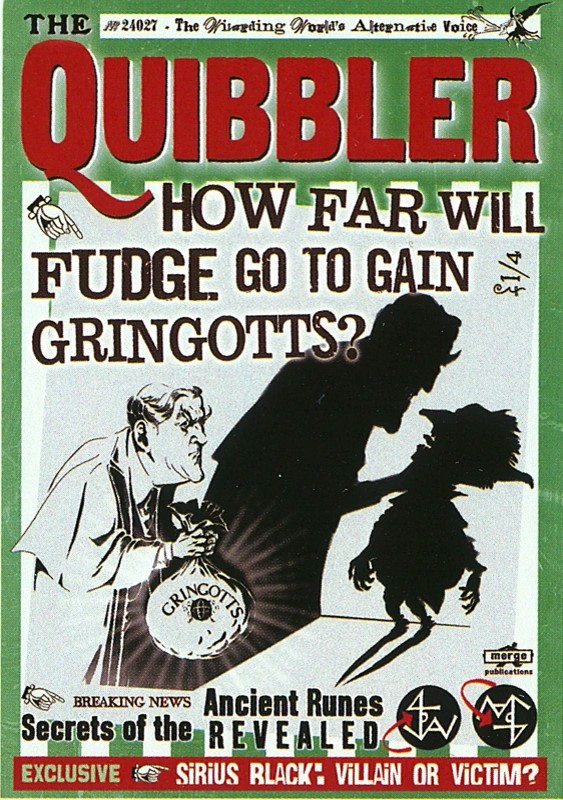 THE
Nº 24027 - The Wizarding World's Alternative Voice
QUIBBLER
HOW FAR WILL
FUDGE GO TO GAIN
GRINGOTTS?
£1/4
GRINGOTTS
merge
publications
BREAKING NEWS
Secrets of the
Ancient Runes
REVEALED
EXCLUSIVE SiRiUS BLACK: ViLLAiN OR ViCTiM?